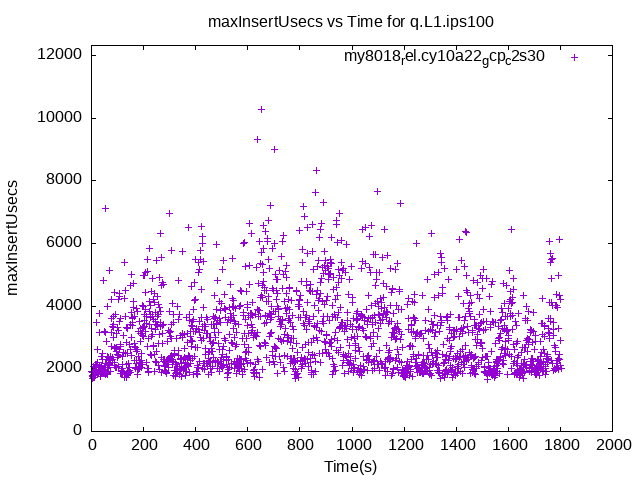 maxInsertUsecs vs Time for q.L1.ips100
my8018rel.cy10a22gcpc2s30
12000
10000
8000
6000
4000
2000
0
maxInsertUsecs
0 200 400 600 800 1000 1200 1400 1600 1800 2000
Time(s)